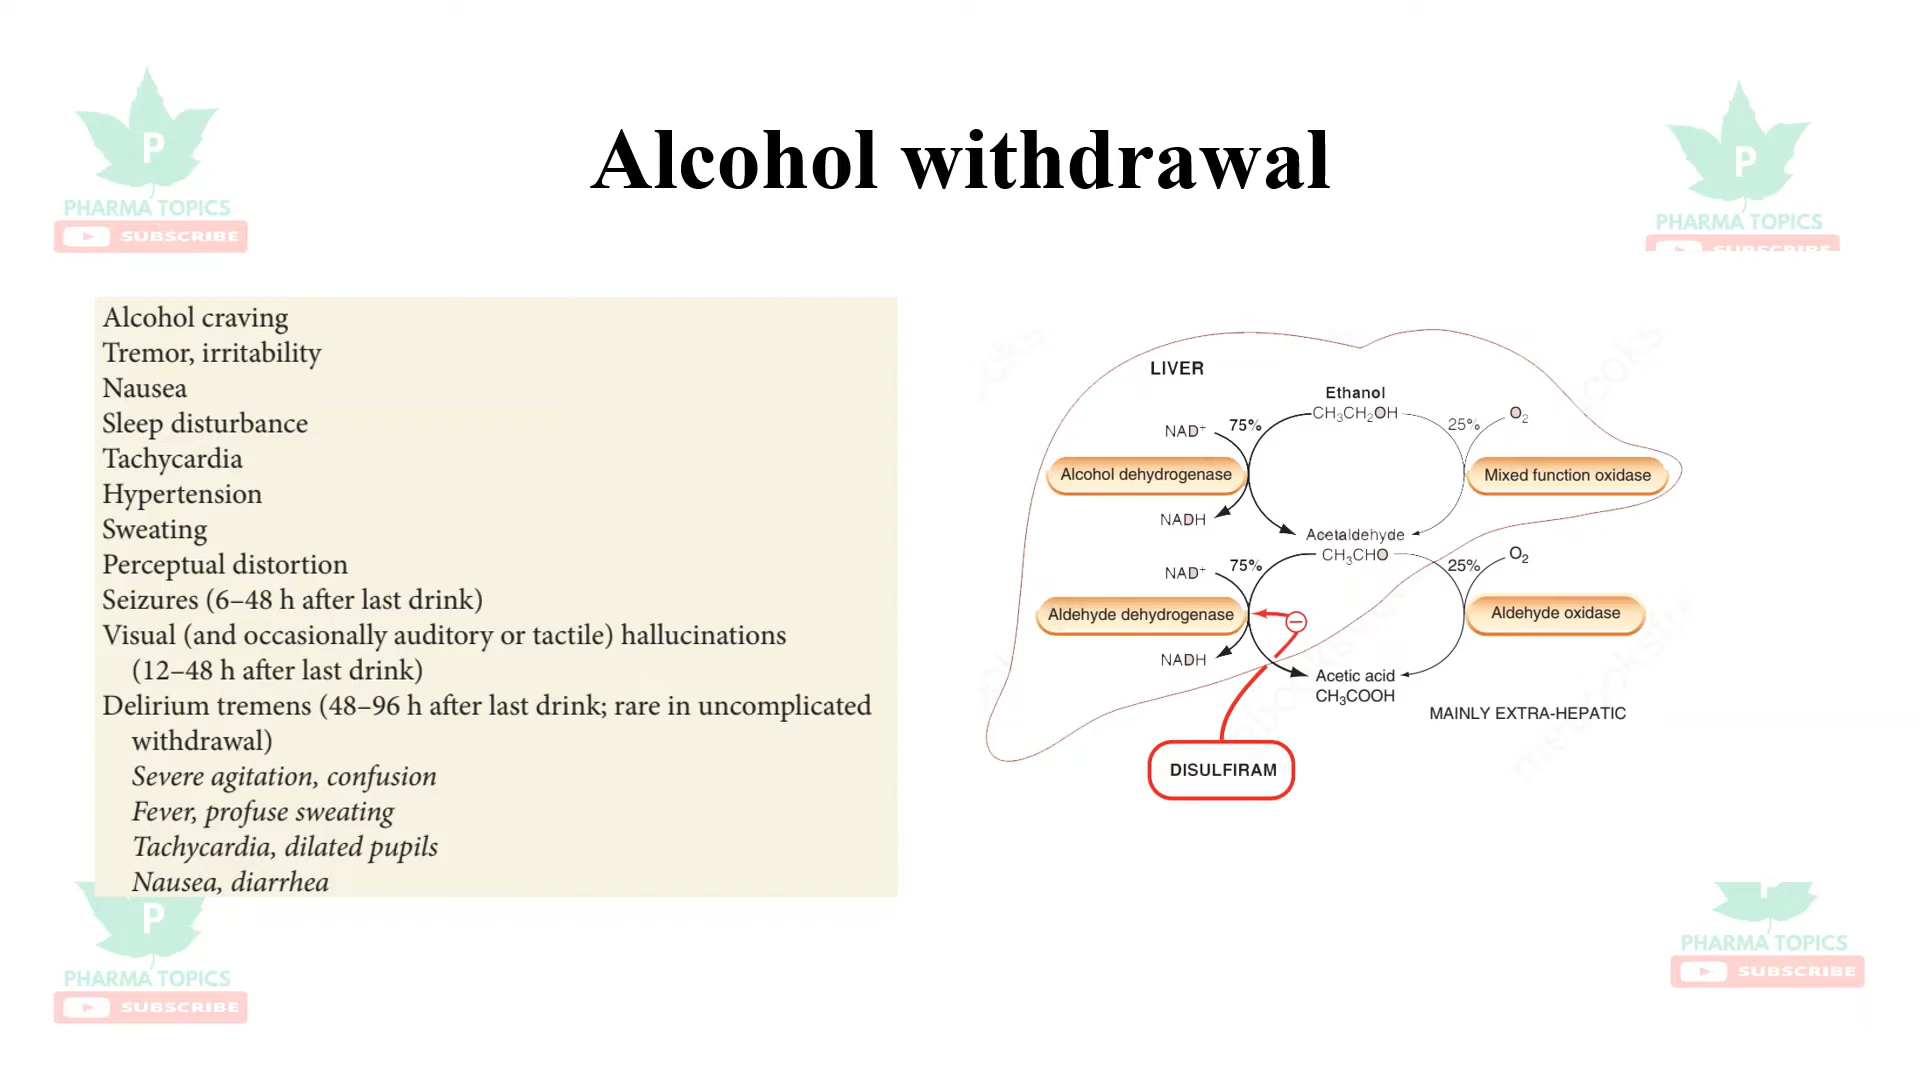 P
PHARMA TOPICS
SUBSCRIBE
Alcohol withdrawal
P
PHARMA TOPICS
SUBSCRIBE
Alcohol craving
Tremor, irritability
Nausea
Sleep disturbance
Tachycardia
Hypertension
Sweating
Perceptual distortion
Seizures (6–48 h after last drink)
Visual (and occasionally auditory or tactile) hallucinations
(12–48 h after last drink)
Delirium tremens (48–96 h after last drink; rare in uncomplicated
withdrawal)
Severe agitation, confusion
Fever, profuse sweating
Tachycardia, dilated pupils
Nausea, diarrhea
LIVER
Ethanol
CH₃CH₂OH
NAD⁺
75%
25%
O₂
Alcohol dehydrogenase
Mixed function oxidase
NADH
Acetaldehyde
CH₃CHO
NAD⁺
75%
25%
O₂
Aldehyde dehydrogenase
Aldehyde oxidase
NADH
Acetic acid
CH₃COOH
MAINLY EXTRA-HEPATIC
DISULFIRAM
P
PHARMA TOPICS
SUBSCRIBE
P
PHARMA TOPICS
SUBSCRIBE